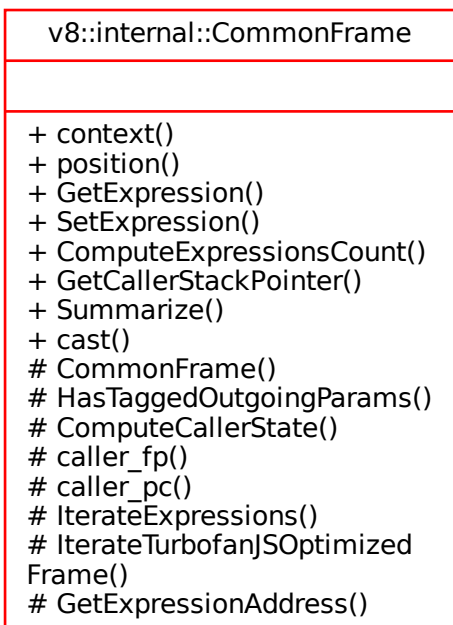 v8::internal::CommonFrame
+ context()
+ position()
+ GetExpression()
+ SetExpression()
+ ComputeExpressionsCount()
+ GetCallerStackPointer()
+ Summarize()
+ cast()
# CommonFrame()
# HasTaggedOutgoingParams()
# ComputeCallerState()
# caller_fp()
# caller_pc()
# IterateExpressions()
# IterateTurbofanJSOptimized
Frame()
# GetExpressionAddress()